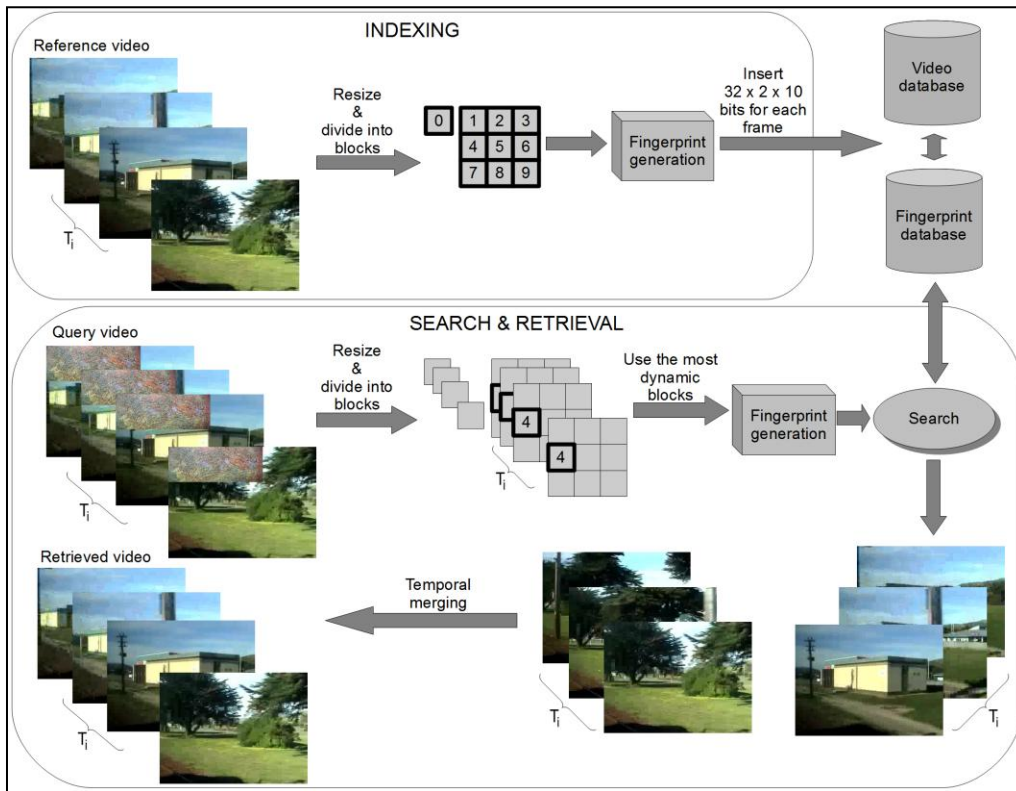 INDEXING
Reference video
Resize
&
divide into
blocks
0
1 2 3
4 5 6
7 8 9
Fingerprint
generation
Insert
32 x 2 x 10
bits for each
frame
Video
database
Fingerprint
database
Ti
SEARCH & RETRIEVAL
Query video
Resize
&
divide into
blocks
4
4
Ti
Use the most
dynamic
blocks
Fingerprint
generation
Search
Ti
Retrieved video
Temporal
merging
Ti
Ti
Ti